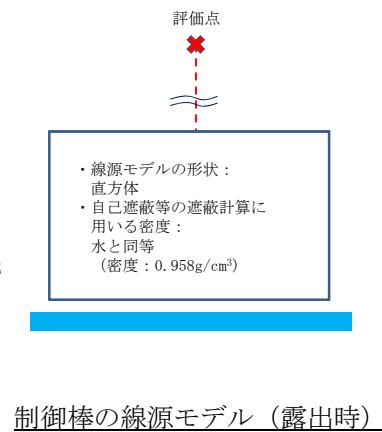 評価点
・線源モデルの形状：
直方体
・自己遮蔽等の遮蔽計算に
用いる密度：
水と同等
（密度：0.958g/cm³）
制御棒の線源モデル（露出時）